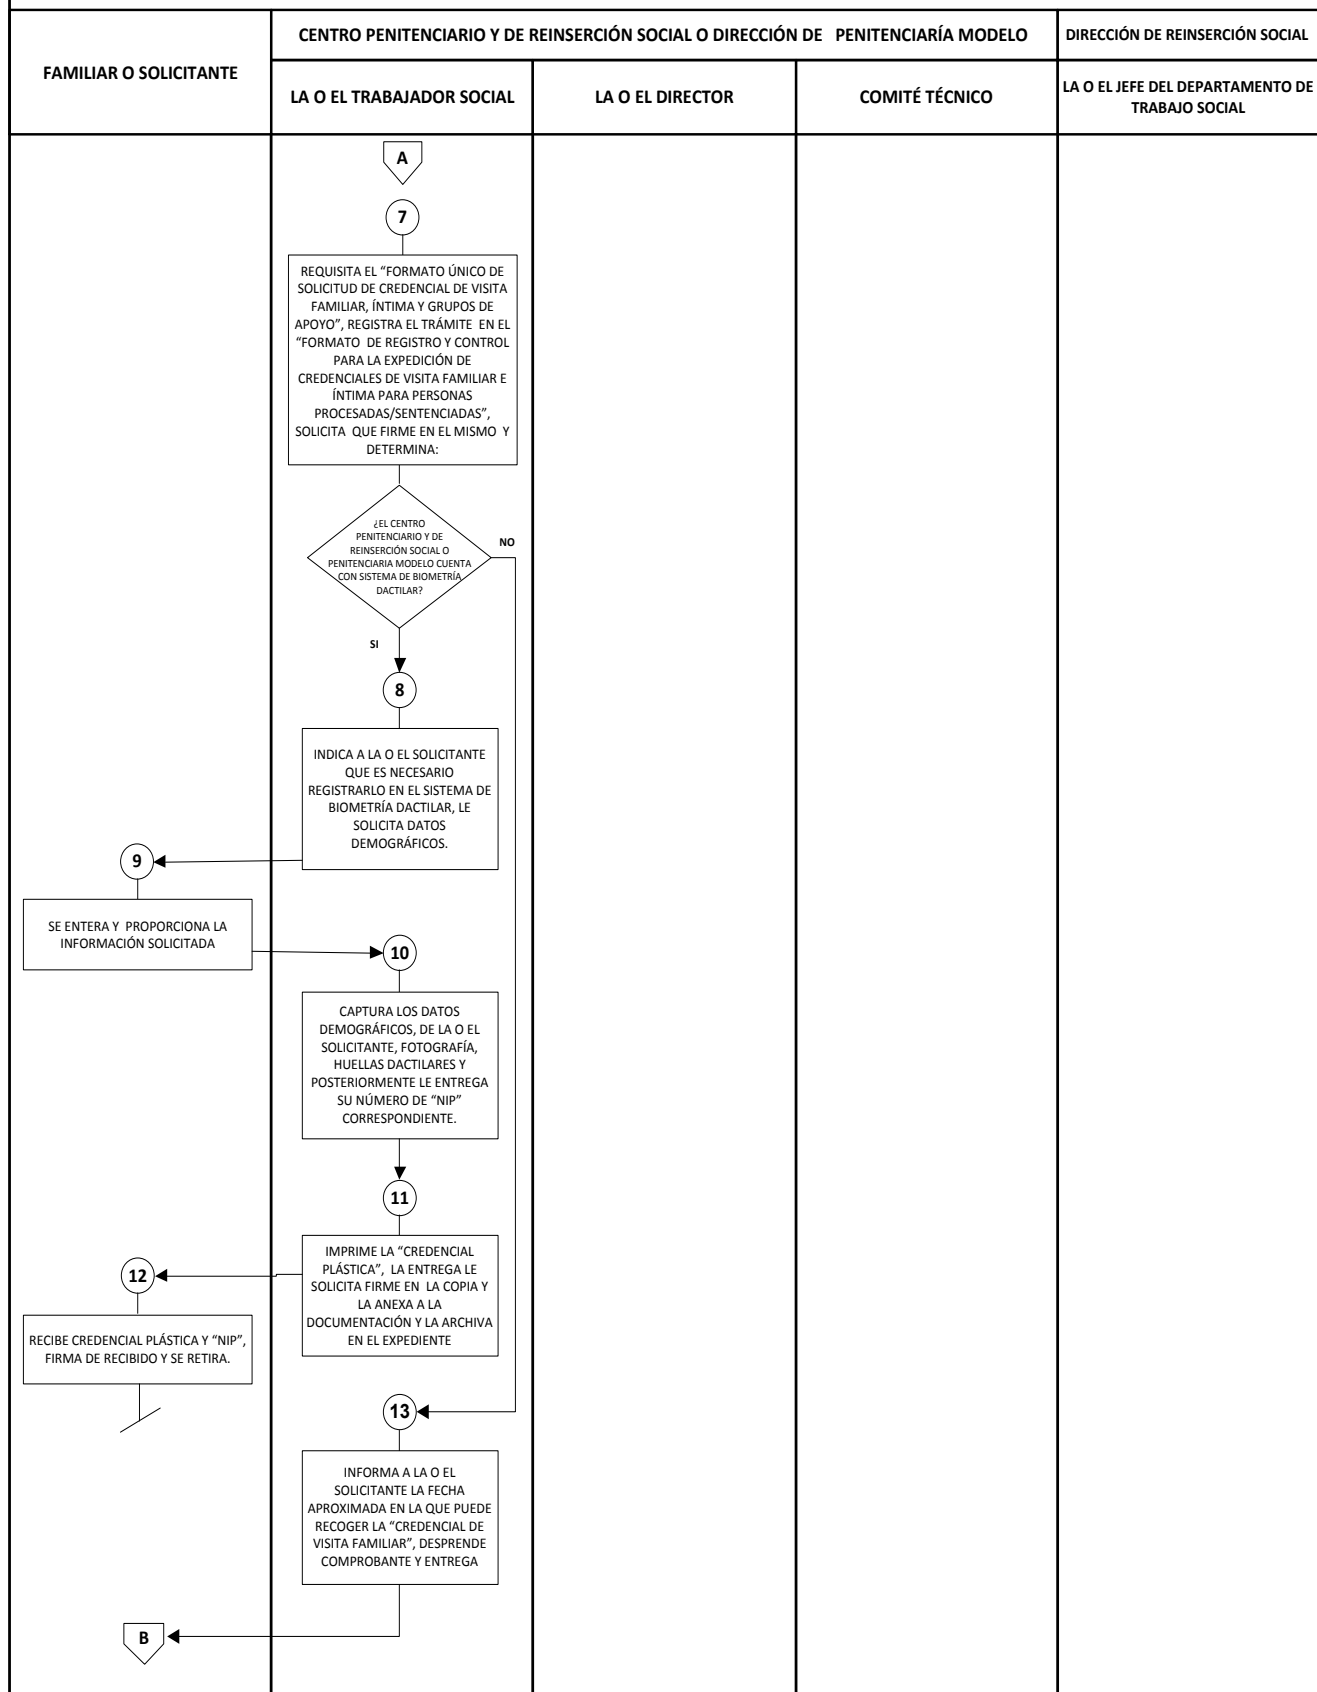 FAMILIAR O SOLICITANTE
CENTRO PENITENCIARIO Y DE REINSERCIÓN SOCIAL O DIRECCIÓN DE PENITENCIARÍA MODELO
DIRECCIÓN DE REINSERCIÓN SOCIAL
LA O EL TRABAJADOR SOCIAL
LA O EL DIRECTOR
COMITÉ TÉCNICO
LA O EL JEFE DEL DEPARTAMENTO DE
TRABAJO SOCIAL
A
7
REQUISITA EL “FORMATO ÚNICO DE
SOLICITUD DE CREDENCIAL DE VISITA
FAMILIAR, ÍNTIMA Y GRUPOS DE
APOYO”, REGISTRA EL TRÁMITE EN EL
“FORMATO DE REGISTRO Y CONTROL
PARA LA EXPEDICIÓN DE
CREDENCIALES DE VISITA FAMILIAR E
ÍNTIMA PARA PERSONAS
PROCESADAS/SENTENCIADAS”,
SOLICITA QUE FIRME EN EL MISMO Y
DETERMINA:
¿EL CENTRO
PENITENCIARIO Y DE
REINSERCIÓN SOCIAL O
PENITENCIARIA MODELO CUENTA
CON SISTEMA DE BIOMETRÍA
DACTILAR?
NO
SI
8
INDICA A LA O EL SOLICITANTE
QUE ES NECESARIO
REGISTRARLO EN EL SISTEMA DE
BIOMETRÍA DACTILAR, LE
SOLICITA DATOS
DEMOGRÁFICOS.
9
SE ENTERA Y PROPORCIONA LA
INFORMACIÓN SOLICITADA
10
CAPTURA LOS DATOS
DEMOGRÁFICOS, DE LA O EL
SOLICITANTE, FOTOGRAFÍA,
HUELLAS DACTILARES Y
POSTERIORMENTE LE ENTREGA
SU NÚMERO DE “NIP”
CORRESPONDIENTE.
11
IMPRIME LA “CREDENCIAL
PLÁSTICA”, LA ENTREGA LE
SOLICITA FIRME EN LA COPIA Y
LA ANEXA A LA
DOCUMENTACIÓN Y LA ARCHIVA
EN EL EXPEDIENTE
12
RECIBE CREDENCIAL PLÁSTICA Y “NIP”,
FIRMA DE RECIBIDO Y SE RETIRA.
13
INFORMA A LA O EL
SOLICITANTE LA FECHA
APROXIMADA EN LA QUE PUEDE
RECOGER LA “CREDENCIAL DE
VISITA FAMILIAR”, DESPRENDE
COMPROBANTE Y ENTREGA
B